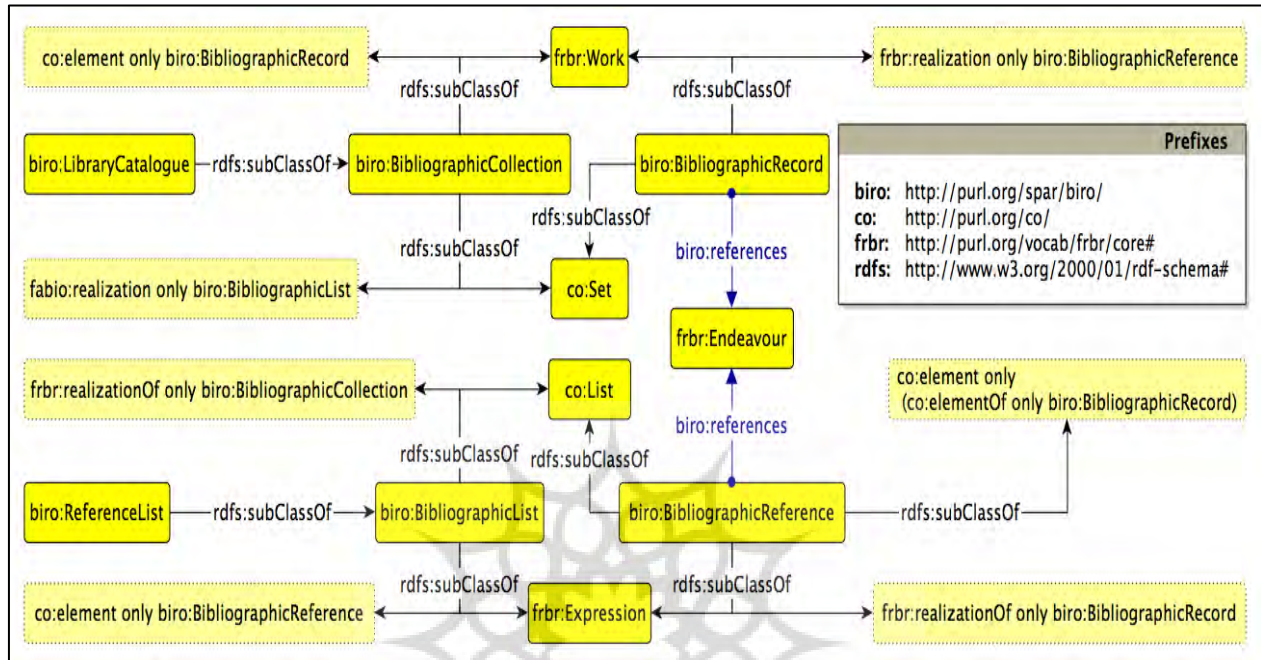 co:element only biro:BibliographicRecord
frbr:Work
frbr:realization only biro:BibliographicReference
rdfs:subClassOf
rdfs:subClassOf
Prefixes
biro:LibraryCatalogue
rdfs:subClassOf
biro:BibliographicCollection
biro:BibliographicRecord
biro: http://purl.org/spar/biro/
co: http://purl.org/co/
frbr: http://purl.org/vocab/frbr/core#
rdfs: http://www.w3.org/2000/01/rdf-schema#
rdfs:subClassOf
rdfs:subClassOf
biro:references
fabio:realization only biro:BibliographicList
co:Set
frbr:Endeavour
frbr:realizationOf only biro:BibliographicCollection
co:List
co:element only
(co:elementOf only biro:BibliographicRecord)
biro:references
rdfs:subClassOf
rdfs:subClassOf
biro:ReferenceList
rdfs:subClassOf
biro:BibliographicList
biro:BibliographicReference
rdfs:subClassOf
rdfs:subClassOf
rdfs:subClassOf
co:element only biro:BibliographicReference
frbr:Expression
frbr:realizationOf only biro:BibliographicRecord